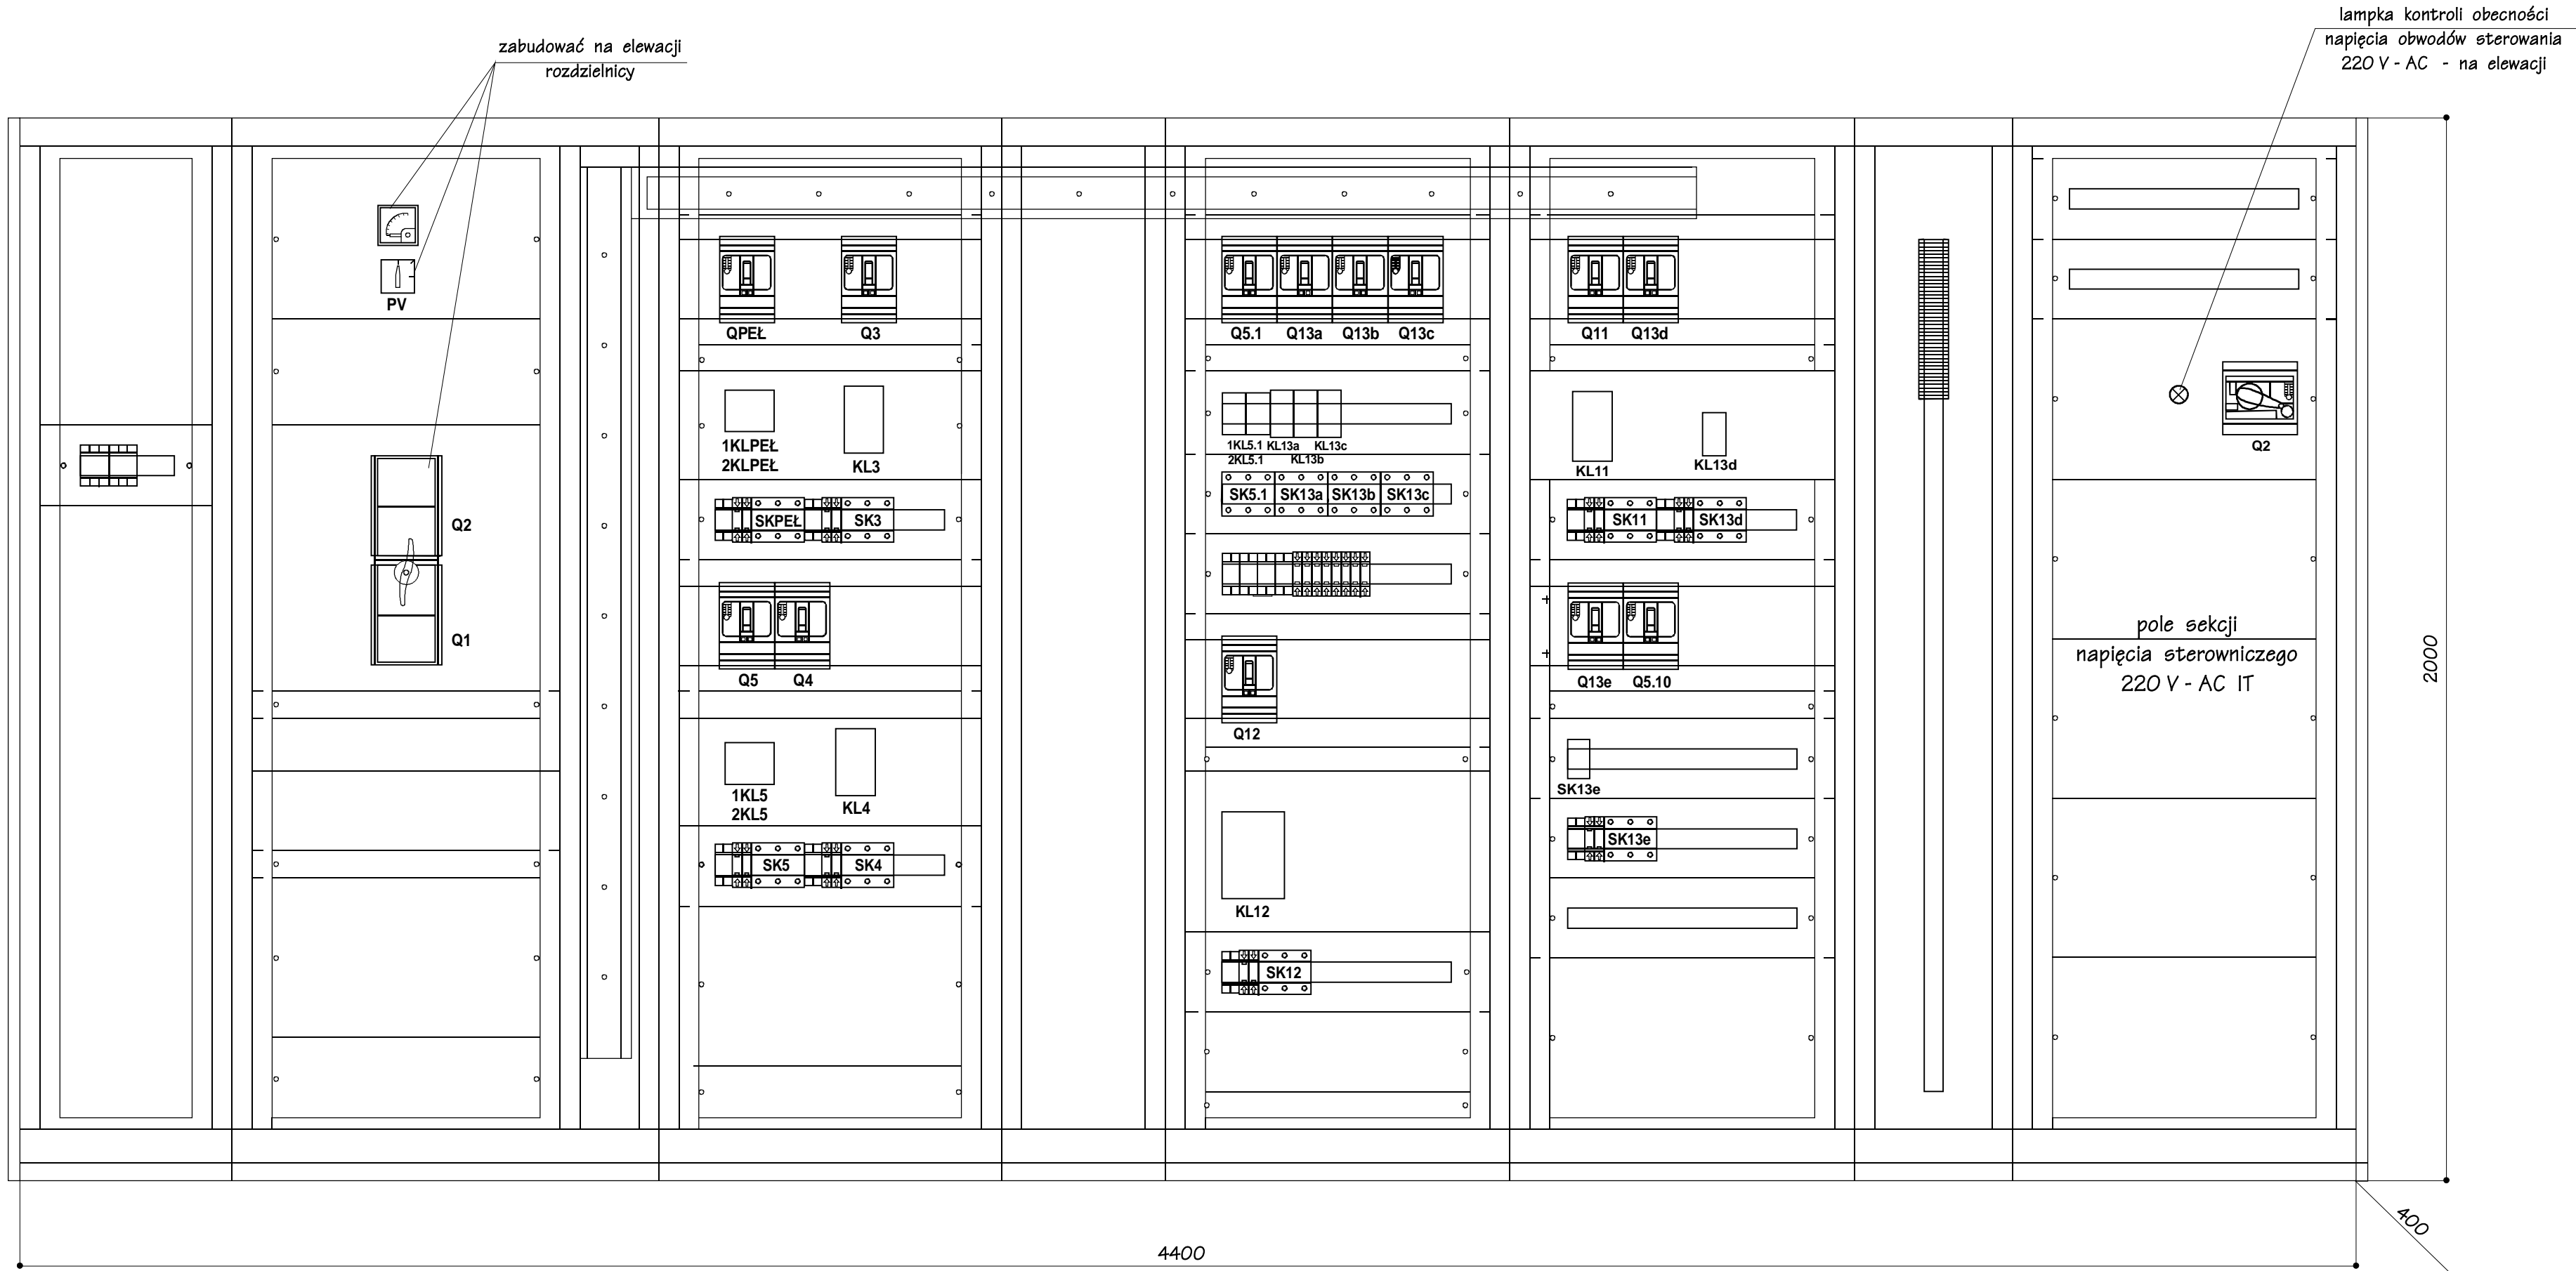 zabudować na elewacji
rozdzielnicy
lampka kontroli obecności
napięcia obwodów sterowania
220 V - AC - na elewacji
PV
Q2
Q1
QPEŁ Q3
1KLPEŁ
2KLPEŁ
KL3
SKPEŁ SK3
Q5 Q4
1KL5
2KL5
KL4
SK5 SK4
Q5.1 Q13a Q13b Q13c
1KL5.1 KL13a KL13c
2KL5.1 KL13b
SK5.1 SK13a SK13b SK13c
Q12
KL12
SK12
Q11 Q13d
KL11 KL13d
SK11 SK13d
Q13e Q5.10
SK13e
SK13e
Q2
pole sekcji
napięcia sterowniczego
220 V - AC IT
2000
400
4400